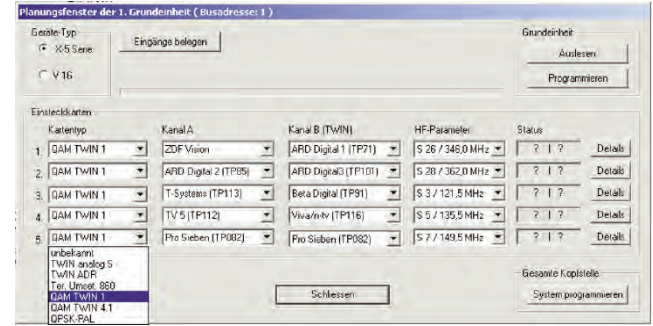 Planungsfenster der 1. Grundeinheit ( Busadresse: 1 )
Geräte-Typ
X-5 Serie
V 16
Eingänge belegen
Grundeinheit
Auslesen
Programmieren
Einsteckkarten
Kartentyp Kanal A Kanal B (TWIN) HF-Parameter Status
1. QAM TWIN 1 ZDF Vision ARD Digital 1 (TP71) S 26 / 346,0 MHz ? | ? Details
2. QAM TWIN 1 ARD Digital 2 (TP85) ARD Digital3 (TP101) S 28 / 362,0 MHz ? | ? Details
3. QAM TWIN 1 T-Systems (TP113) Beta Digital (TP91) S 3 / 121,5 MHz ? | ? Details
4. QAM TWIN 1 TV 5 (TP112) Viva/n-tv (TP116) S 5 / 135,5 MHz ? | ? Details
5. QAM TWIN 1 Pro Sieben (TP082) Pro Sieben (TP082) S 7 / 149,5 MHz ? | ? Details
unbekannt
TWIN analog S
TWIN ADR
Ter. Umset. 860
QAM TWIN 1
QAM TWIN 4.1
QPSK-PAL
Schliessen
Gesamte Kopfstelle
System programmieren